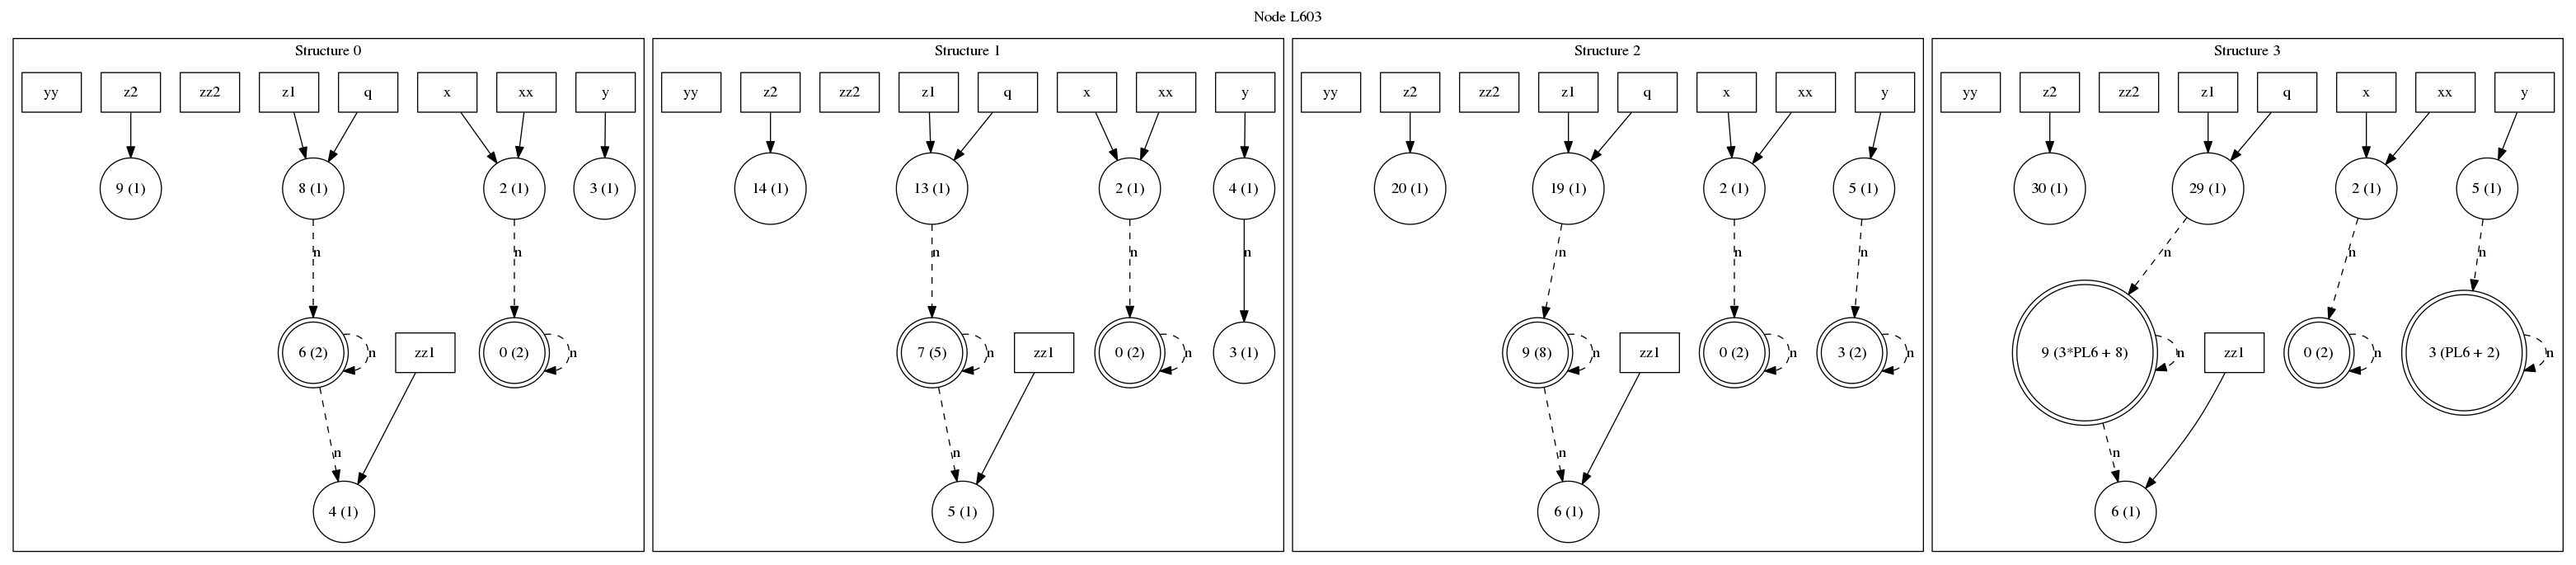 Node L603
Structure 0
yy
z2
zz2
z1
q
x
xx
y
9 (1)
8 (1)
2 (1)
3 (1)
n
n
6 (2)
n
zz1
0 (2)
n
n
4 (1)
Structure 1
yy
z2
zz2
z1
q
x
xx
y
14 (1)
13 (1)
2 (1)
4 (1)
n
n
n
7 (5)
n
zz1
0 (2)
n
3 (1)
n
5 (1)
Structure 2
yy
z2
zz2
z1
q
x
xx
y
20 (1)
19 (1)
2 (1)
5 (1)
n
n
n
9 (8)
n
zz1
0 (2)
n
3 (2)
n
n
6 (1)
Structure 3
yy
z2
zz2
z1
q
x
xx
y
30 (1)
29 (1)
2 (1)
5 (1)
n
n
n
9 (3*PL6 + 8)
n
zz1
0 (2)
n
3 (PL6 + 2)
n
n
6 (1)